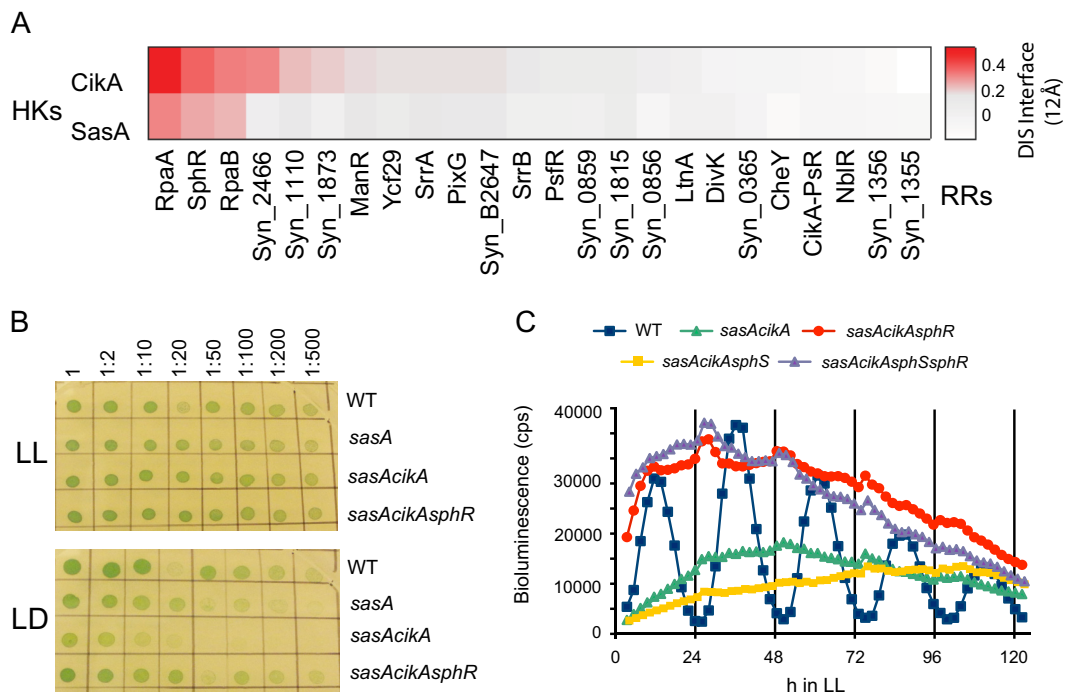 A
CikA
HKs
SasA
0.4
0.2
0
DIS Interface
(12Å)
RpaA
SphR
RpaB
Syn_2466
Syn_1110
Syn_1873
ManR
Ycf29
SrrA
PixG
Syn_B2647
SrrB
PsfR
Syn_0859
Syn_1815
Syn_0856
LtnA
DivK
Syn_0365
CheY
CikA-PsR
NblR
Syn_1356
Syn_1355
RRs
B
1
1:2
1:10
1:20
1:50
1:100
1:200
1:500
LL
WT
sasA
sasAcikA
sasAcikAsphR
LD
WT
sasA
sasAcikA
sasAcikAsphR
C
WT
sasAcikA
sasAcikAsphR
sasAcikAsphS
sasAcikAsphSsphR
Bioluminescence (cps)
40000
30000
20000
10000
0
0 24 48 72 96 120
h in LL